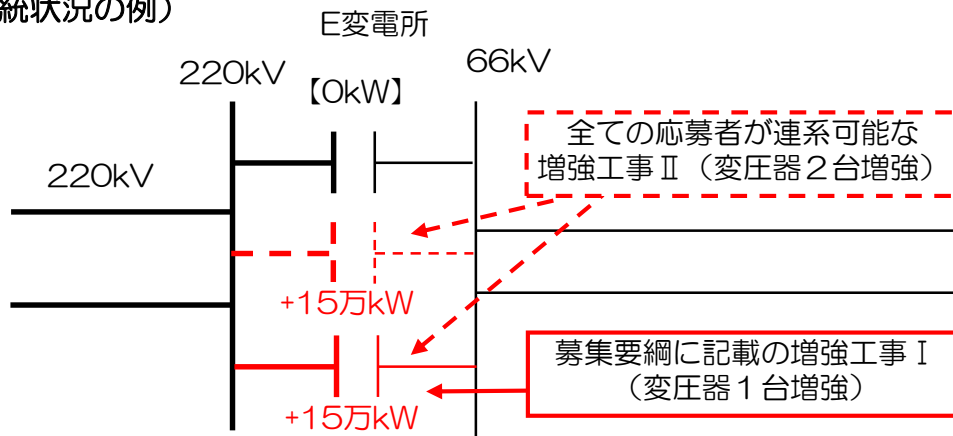 統状況の例）
E変電所
220kV
【0kW】
66kV
全ての応募者が連系可能な
増強工事Ⅱ（変圧器２台増強）
220kV
+15万kW
募集要綱に記載の増強工事Ⅰ
（変圧器１台増強）
+15万kW